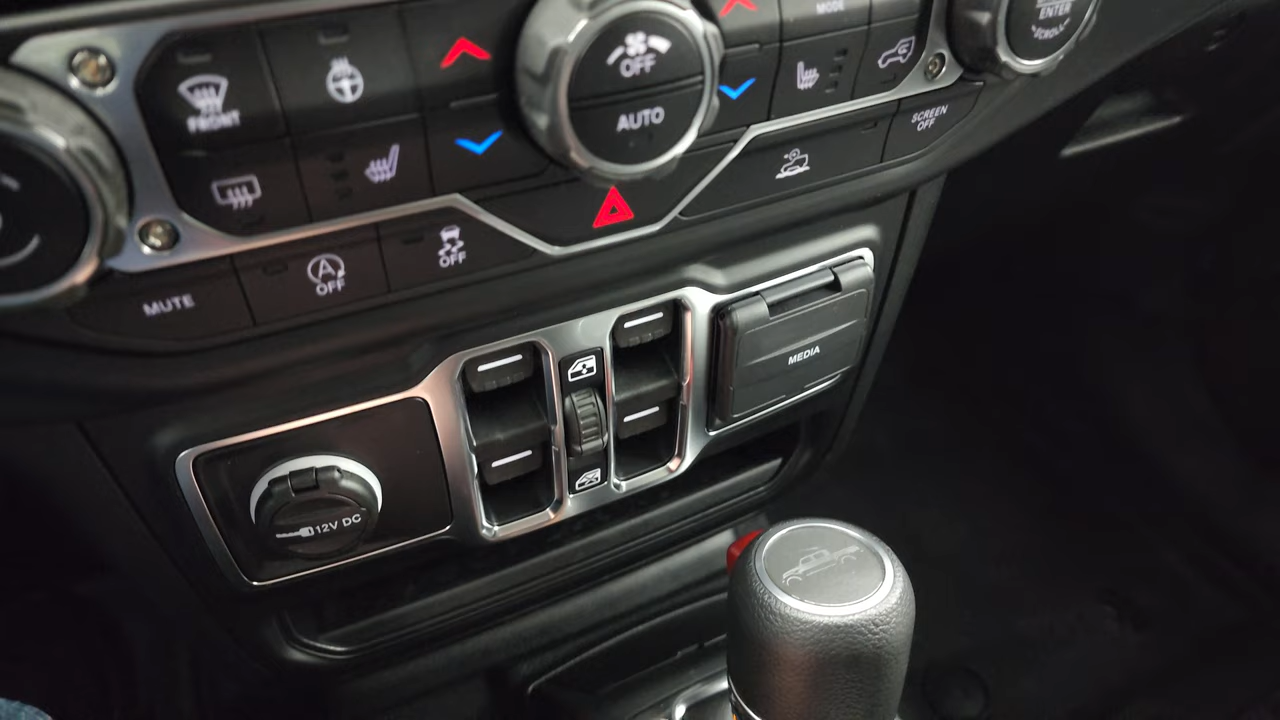 MODE
ENTER
SCROLL
OFF
AUTO
FRONT
SCREEN
OFF
A
OFF
OFF
MUTE
MEDIA
12V DC